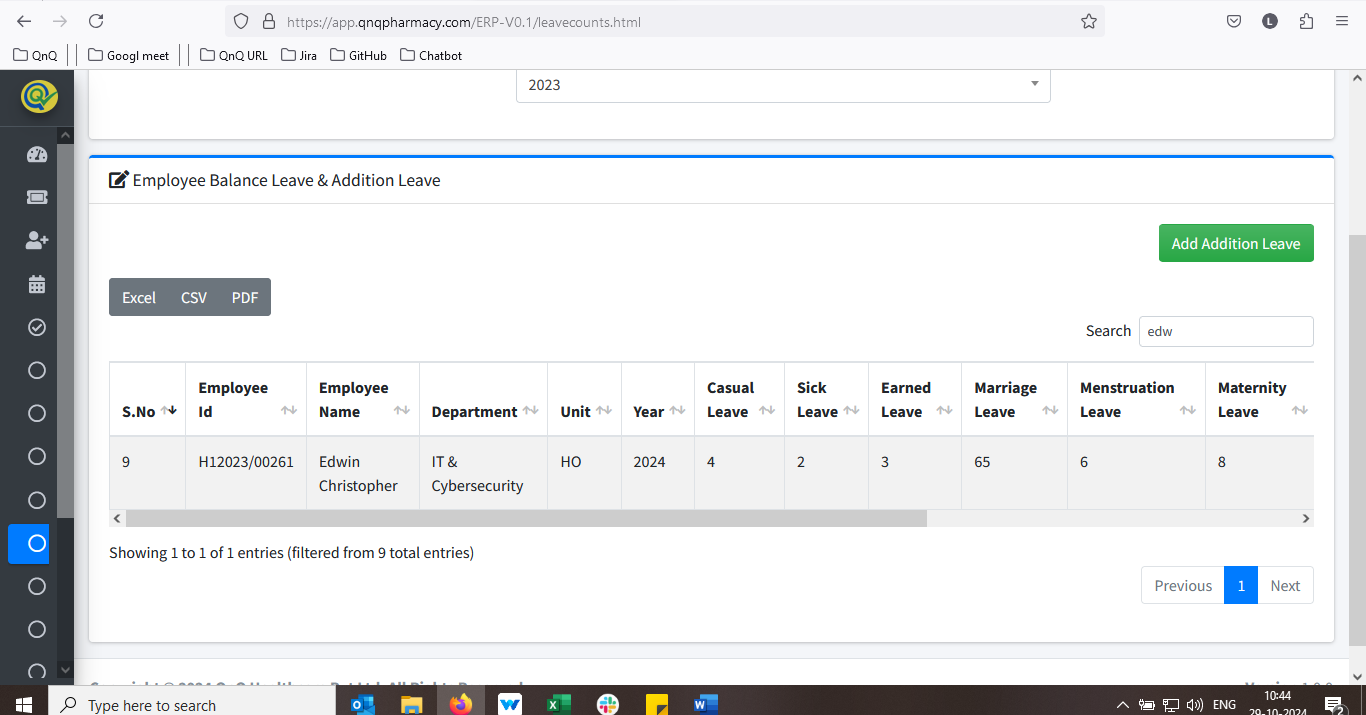 https://app.qnqpharmacy.com/ERP-V0.1/leavecounts.html
L
QnQ
Googl meet
QnQ URL
Jira
GitHub
Chatbot
2023
Employee Balance Leave & Addition Leave
Add Addition Leave
Excel CSV PDF
Search edw
S.No Employee Id Employee Name Department Unit Year Casual Leave Sick Leave Earned Leave Marriage Leave Menstruation Leave Maternity Leave
9 H12023/00261 Edwin Christopher IT & Cybersecurity HO 2024 4 2 3 65 6 8
Showing 1 to 1 of 1 entries (filtered from 9 total entries)
Previous 1 Next
Type here to search
ENG
10:44
29-10-2024
2